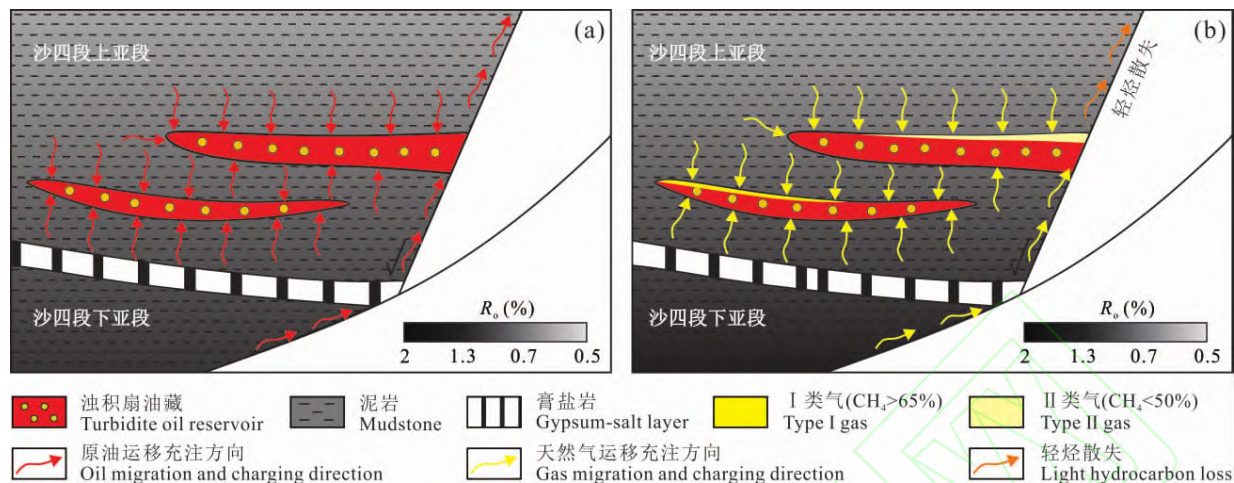 (a)
沙四段上亚段
沙四段下亚段
Ro (%)
2 1.3 0.7 0.5
(b)
沙四段上亚段
轻烃散失
沙四段下亚段
Ro (%)
2 1.3 0.7 0.5
浊积扇油藏
Turbidite oil reservoir
泥岩
Mudstone
膏盐岩
Gypsum-salt layer
Ⅰ类气(CH₄>65%)
Type I gas
Ⅱ类气(CH₄<50%)
Type II gas
原油运移充注方向
Oil migration and charging direction
天然气运移充注方向
Gas migration and charging direction
轻烃散失
Light hydrocarbon loss